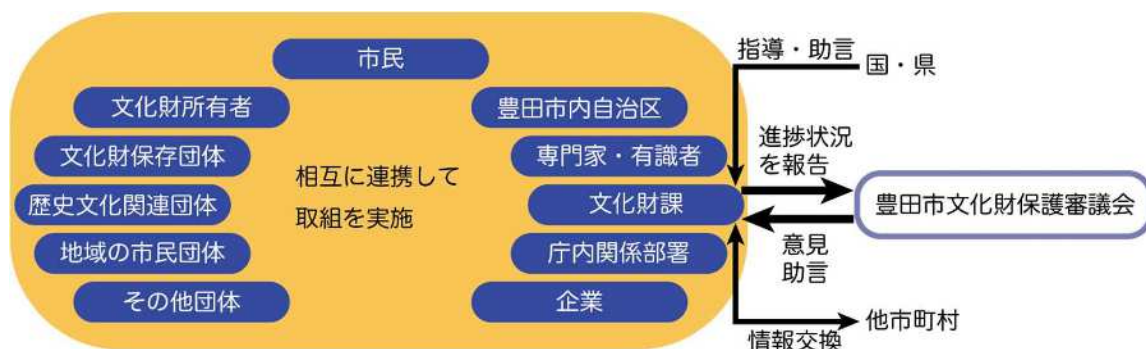 市民
文化財所有者
文化財保存団体
歴史文化関連団体
地域の市民団体
その他団体
相互に連携して
取組を実施
豊田市内自治区
専門家・有識者
文化財課
庁内関係部署
企業
指導・助言
国・県
進捗状況
を報告
豊田市文化財保護審議会
意見
助言
他市町村
情報交換